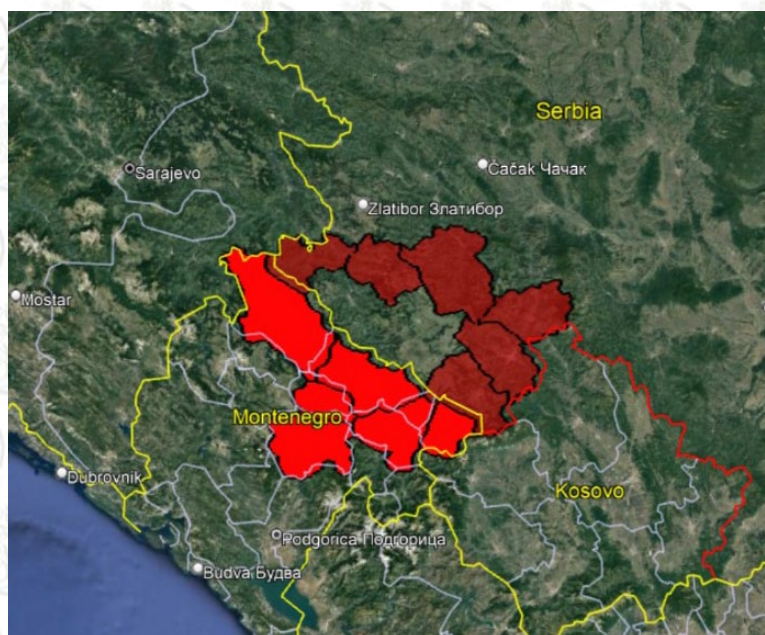 Serbia
Čačak Чачак
Sarajevo
Zlatibor Златибор
Mostar
Montenegro
Dubrovnik
Kosovo
Podgorica Подгорица
Budva Будва